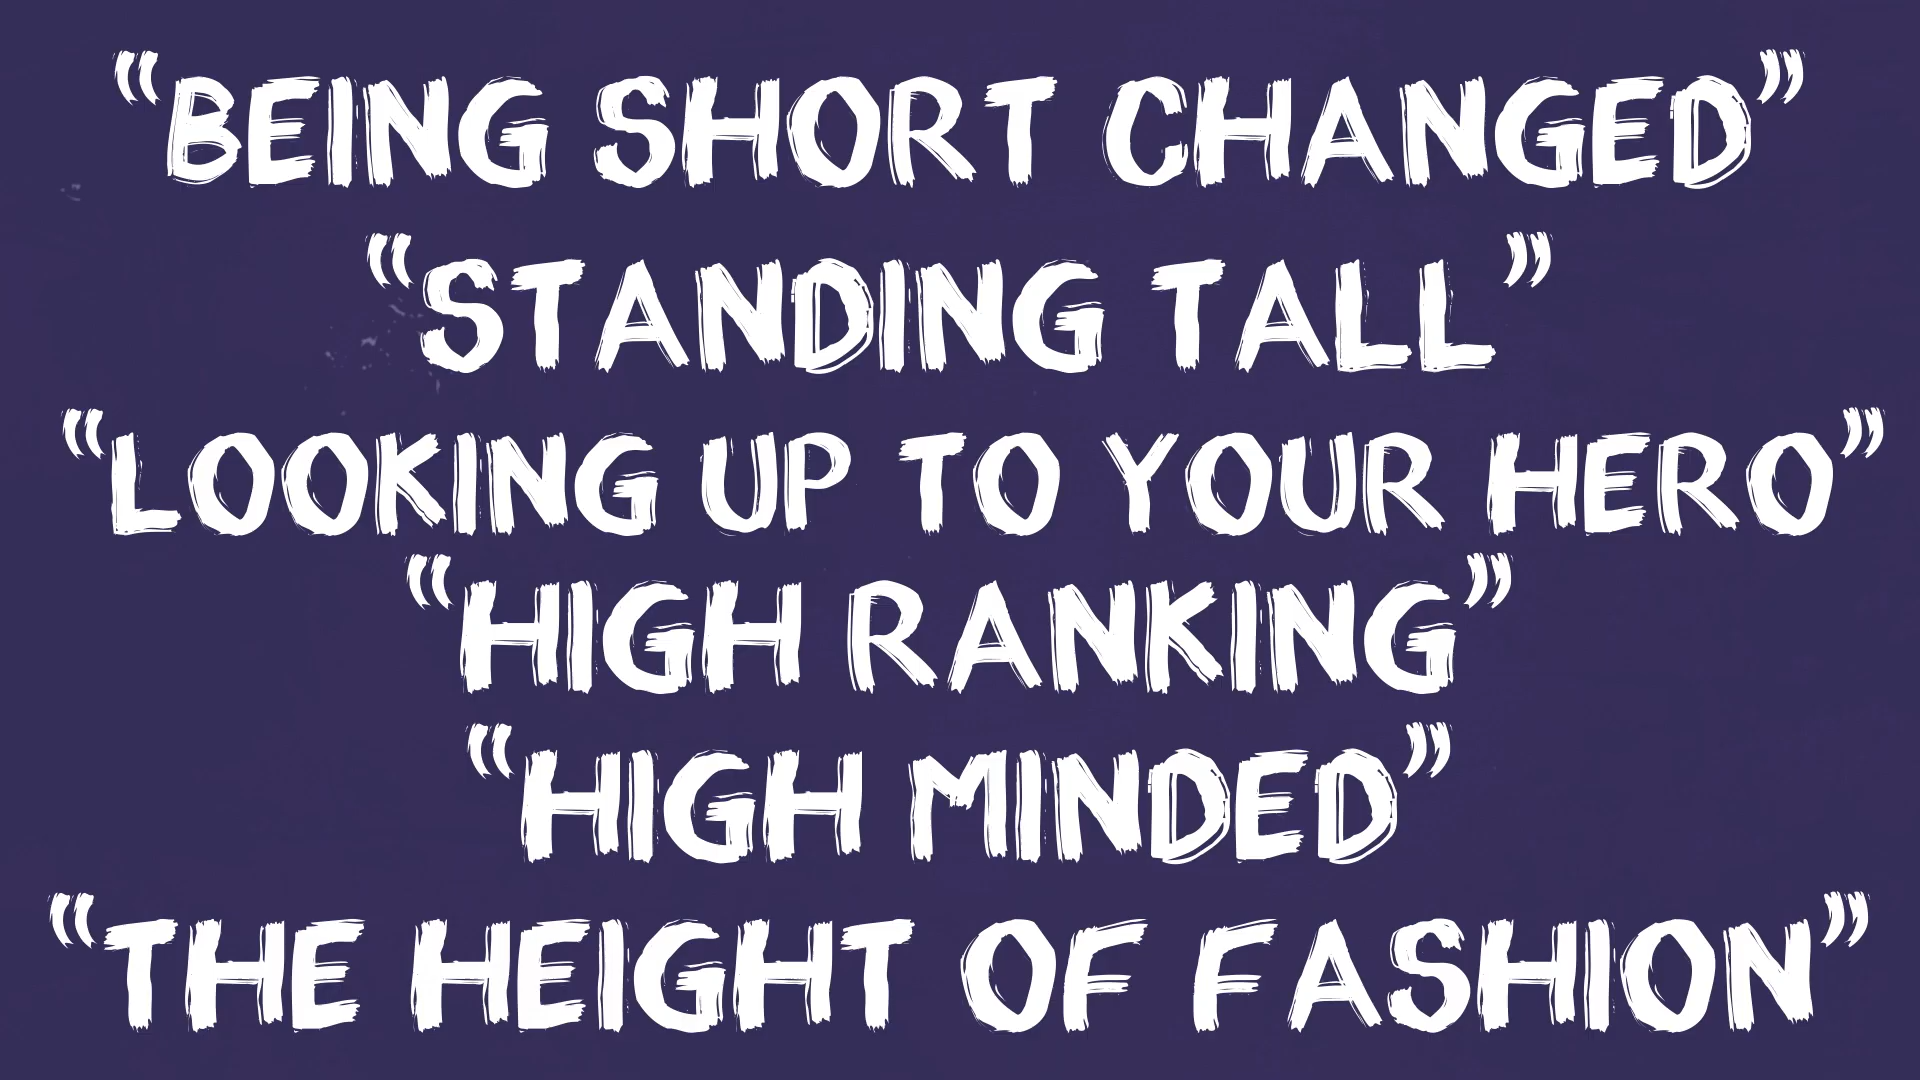 “BEING SHORT CHANGED”
“STANDING TALL”
“LOOKING UP TO YOUR HERO”
“HIGH RANKING”
“HIGH MINDED”
“THE HEIGHT OF FASHION”